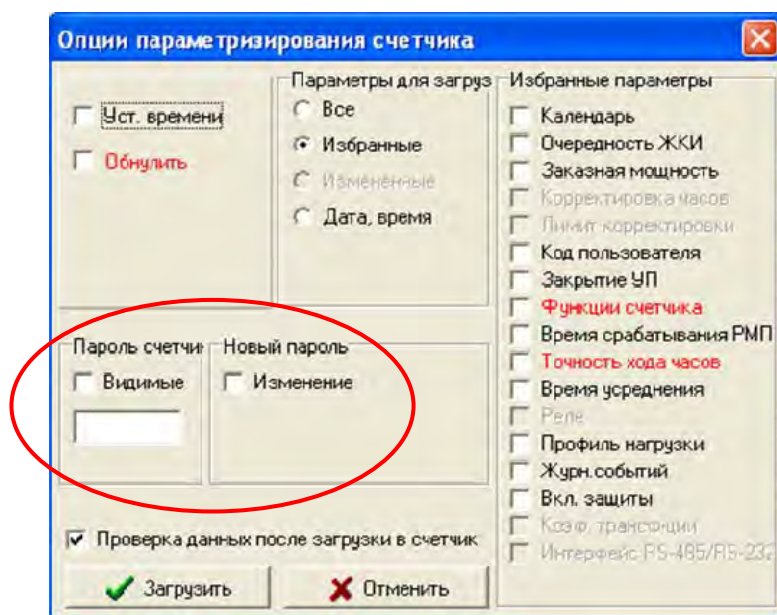 Опции параметризирования счетчика
Уст. времени
Обнулить
Параметры для загруз
Все
Избранные
Измененные
Дата, время
Избранные параметры
Календарь
Очередность ЖКИ
Заказная мощность
Корректировка часов
Лимит корректировки
Код пользователя
Закрытие УП
Функции счетчика
Время срабатывания РМП
Точность хода часов
Время усреднения
Реле
Профиль нагрузки
Журн.событий
Вкл. защиты
Коэф. трансф-ции
Интерфейс RS-485/RS-232
Пароль счетчи
Видимые
Новый пароль
Изменение
Проверка данных после загрузки в счетчик
Загрузить
Отменить